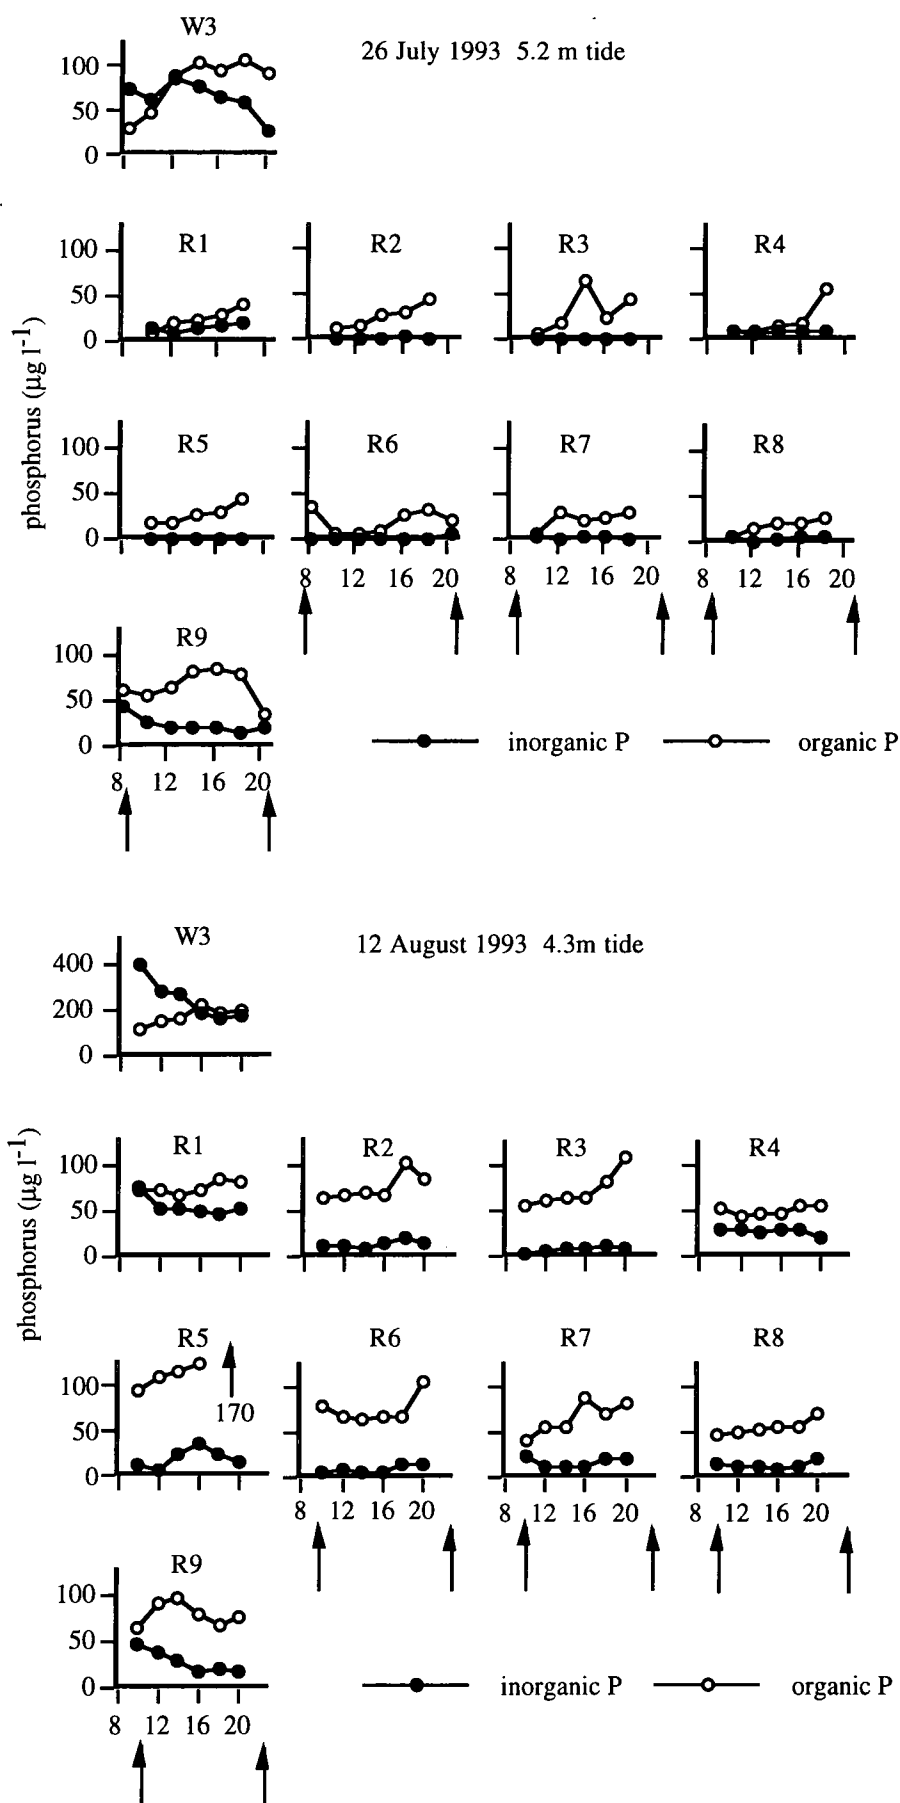 W3
26 July 1993 5.2 m tide
100
50
0
R1 R2 R3 R4
100
50
0
phosphorus (µg l⁻¹)
R5 R6 R7 R8
100
50
0
8 12 16 20 8 12 16 20 8 12 16 20
R9
100
50
0
inorganic P organic P
8 12 16 20
W3
12 August 1993 4.3m tide
400
200
0
R1 R2 R3 R4
100
50
0
phosphorus (µg l⁻¹)
R5 R6 R7 R8
100
170
50
0
8 12 16 20 8 12 16 20 8 12 16 20
R9
100
50
0
inorganic P organic P
8 12 16 20